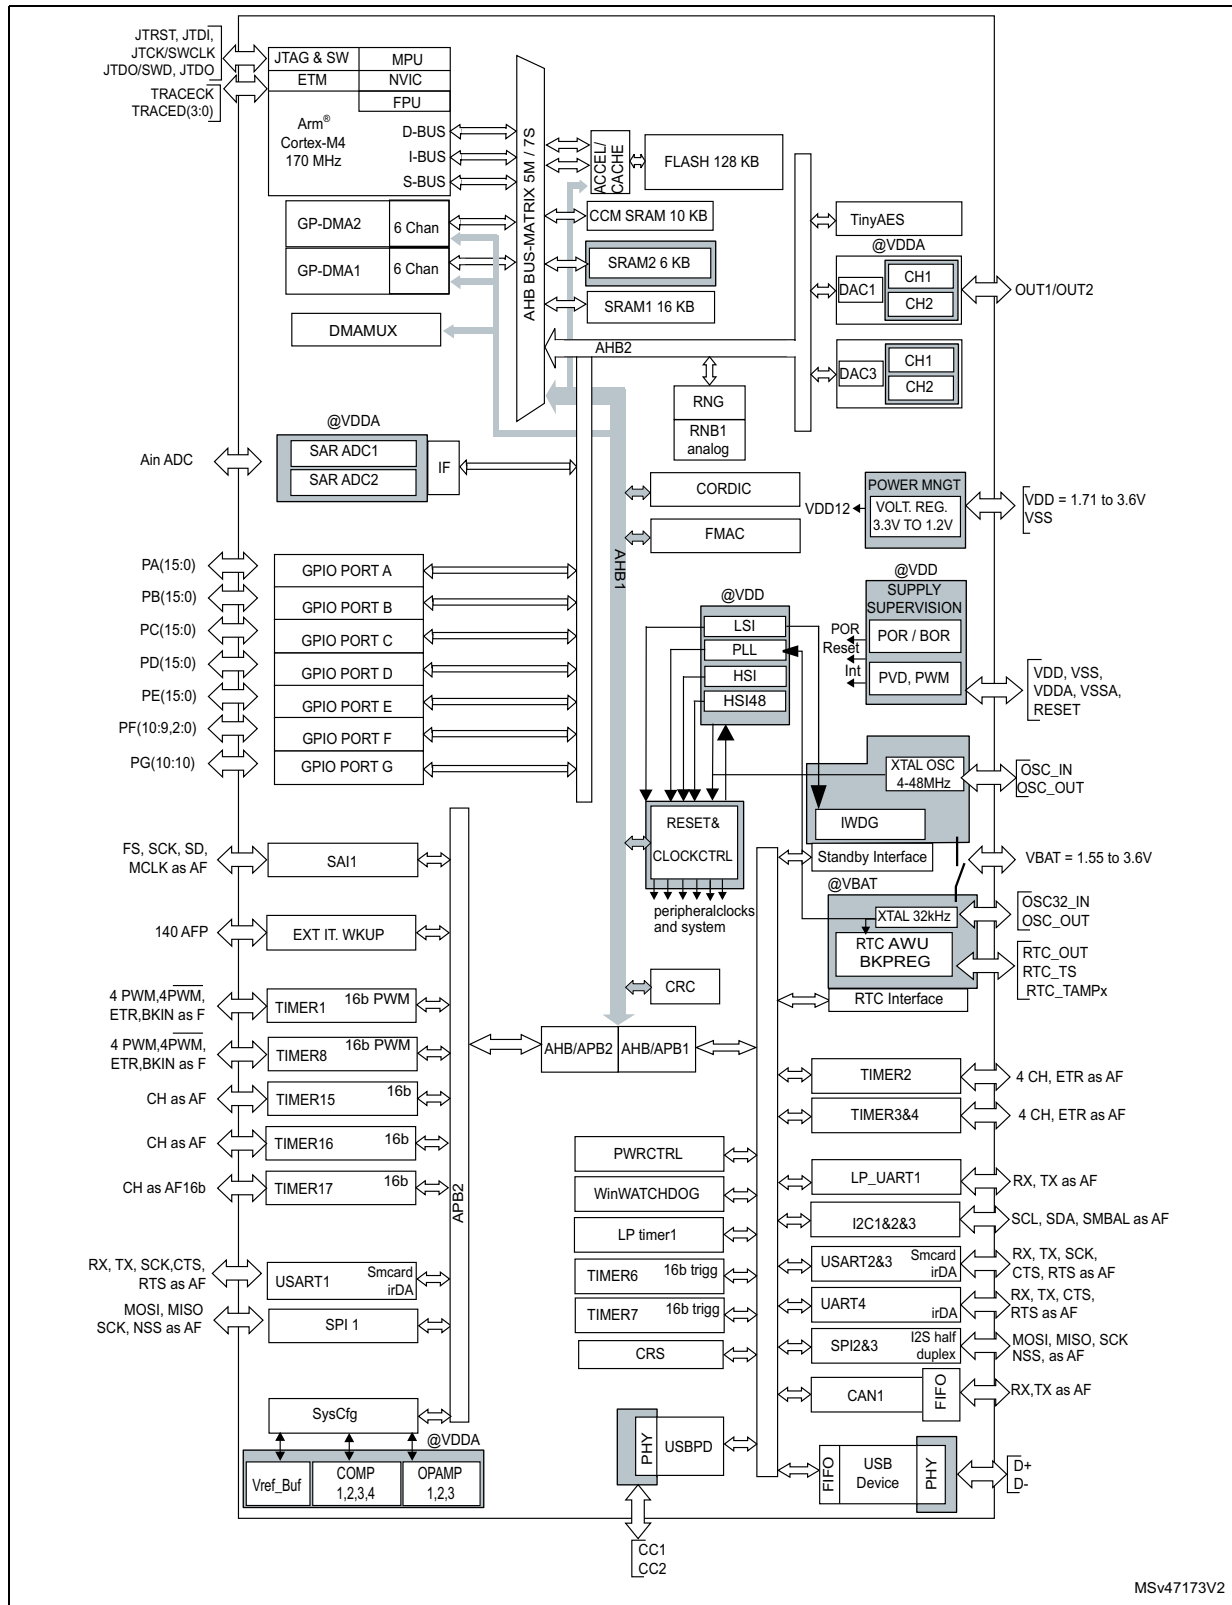 JTRST, JTDI,
JTCK/SWCLK
JTDO/SWD, JTDO
TRACECK
TRACED(3:0)
JTAG & SW
MPU
ETM
NVIC
FPU
Arm®
Cortex-M4
170 MHz
D-BUS
I-BUS
S-BUS
GP-DMA2
6 Chan
GP-DMA1
6 Chan
DMAMUX
AHB BUS-MATRIX 5M / 7S
ACCEL/
CACHE
FLASH 128 KB
CCM SRAM 10 KB
SRAM2 6 KB
SRAM1 16 KB
AHB2
RNG
RNB1
analog
TinyAES
@VDDA
DAC1
CH1
CH2
OUT1/OUT2
DAC3
CH1
CH2
@VDDA
Ain ADC
SAR ADC1
SAR ADC2
IF
CORDIC
FMAC
AHB1
POWER MNGT
VDD12
VOLT. REG.
3.3V TO 1.2V
VDD = 1.71 to 3.6V
VSS
PA(15:0)
GPIO PORT A
PB(15:0)
GPIO PORT B
PC(15:0)
GPIO PORT C
PD(15:0)
GPIO PORT D
PE(15:0)
GPIO PORT E
PF(10:9,2:0)
GPIO PORT F
PG(10:10)
GPIO PORT G
@VDD
LSI
PLL
HSI
HSI48
@VDD
SUPPLY
SUPERVISION
POR
Reset
Int
POR / BOR
PVD, PWM
VDD, VSS,
VDDA, VSSA,
RESET
XTAL OSC
4-48MHz
OSC_IN
OSC_OUT
IWDG
RESET&
CLOCKCTRL
peripheralclocks
and system
Standby Interface
VBAT = 1.55 to 3.6V
@VBAT
XTAL 32kHz
OSC32_IN
OSC_OUT
RTC AWU
BKPREG
RTC_OUT
RTC_TS
RTC_TAMPx
RTC Interface
CRC
FS, SCK, SD,
MCLK as AF
SAI1
140 AFP
EXT IT. WKUP
4 PWM,4PWM,
ETR,BKIN as F
TIMER1
16b PWM
4 PWM,4PWM,
ETR,BKIN as F
TIMER8
16b PWM
CH as AF
TIMER15
16b
CH as AF
TIMER16
16b
CH as AF16b
TIMER17
16b
APB2
AHB/APB2
AHB/APB1
RX, TX, SCK,CTS,
RTS as AF
USART1
Smcard
irDA
MOSI, MISO
SCK, NSS as AF
SPI 1
SysCfg
@VDDA
Vref_Buf
COMP
1,2,3,4
OPAMP
1,2,3
PWRCTRL
WinWATCHDOG
LP timer1
TIMER6
16b trigg
TIMER7
16b trigg
CRS
PHY
USBPD
CC1
CC2
TIMER2
4 CH, ETR as AF
TIMER3&4
4 CH, ETR as AF
LP_UART1
RX, TX as AF
I2C1&2&3
SCL, SDA, SMBAL as AF
USART2&3
Smcard
irDA
RX, TX, SCK,
CTS, RTS as AF
UART4
irDA
RX, TX, CTS,
RTS as AF
SPI2&3
I2S half
duplex
MOSI, MISO, SCK
NSS, as AF
CAN1
FIFO
RX,TX as AF
FIFO
USB
Device
PHY
D+
D-
MSv47173V2